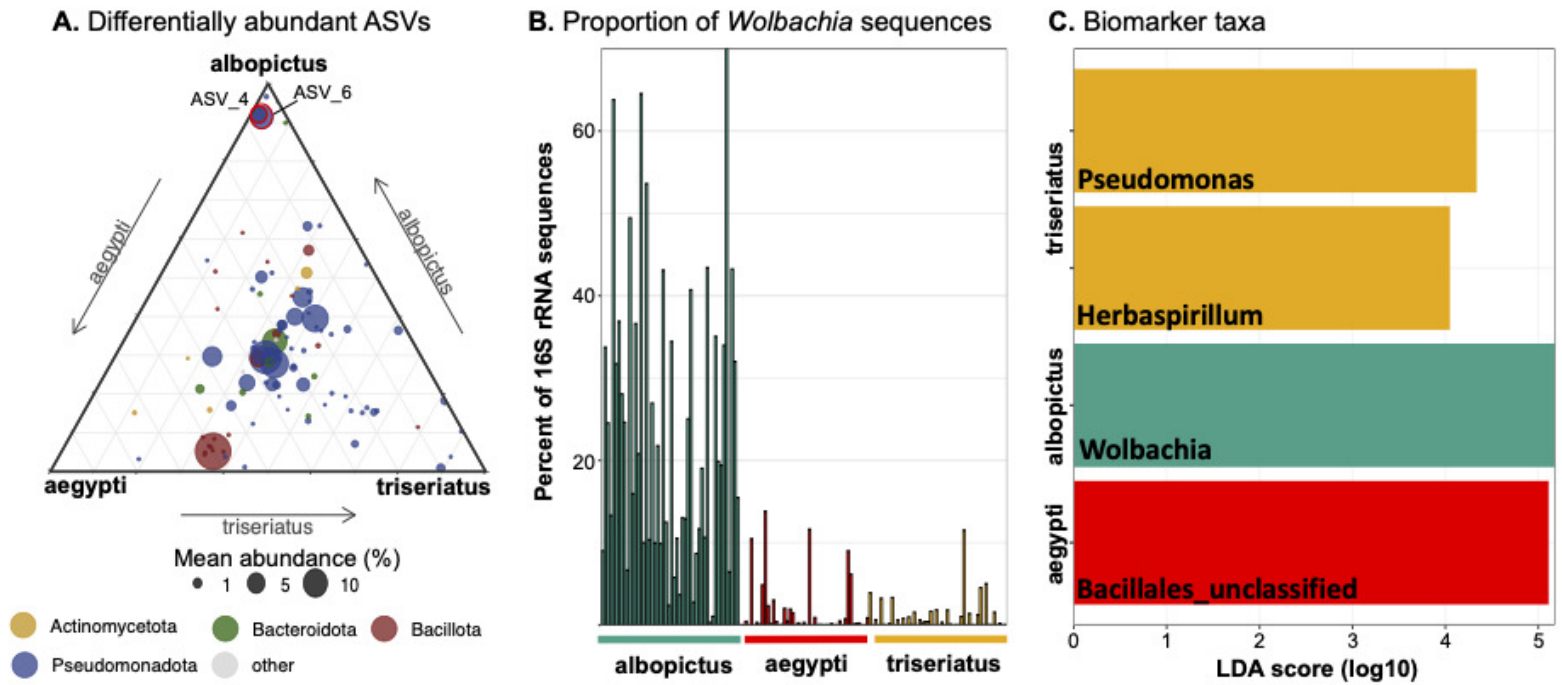 A. Differentially abundant ASVs
albopictus
ASV_4
ASV_6
aegypti
albopictus
aegypti
triseriatus
triseriatus
Mean abundance (%)
1 5 10
Actinomycetota Bacteroidota Bacillota
Pseudomonadota other
B. Proportion of Wolbachia sequences
Percent of 16S rRNA sequences
60
40
20
albopictus aegypti triseriatus
C. Biomarker taxa
triseriatus
albopictus
aegypti
Pseudomonas
Herbaspirillum
Wolbachia
Bacillales_unclassified
0 1 2 3 4 5
LDA score (log10)